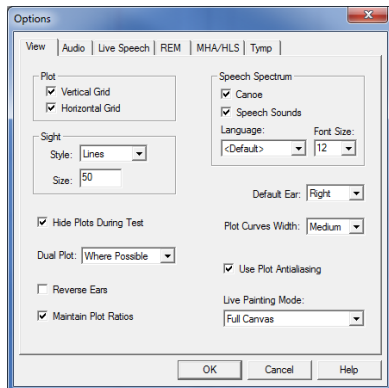 Options
View Audio Live Speech REM MHA/HLS Tymp
Plot
Vertical Grid
Horizontal Grid
Sight
Style: Lines
Size: 50
Hide Plots During Test
Dual Plot: Where Possible
Reverse Ears
Maintain Plot Ratios
Speech Spectrum
Canoe
Speech Sounds
Language: Font Size:
<Default> 12
Default Ear: Right
Plot Curves Width: Medium
Use Plot Antialiasing
Live Painting Mode:
Full Canvas
OK Cancel Help